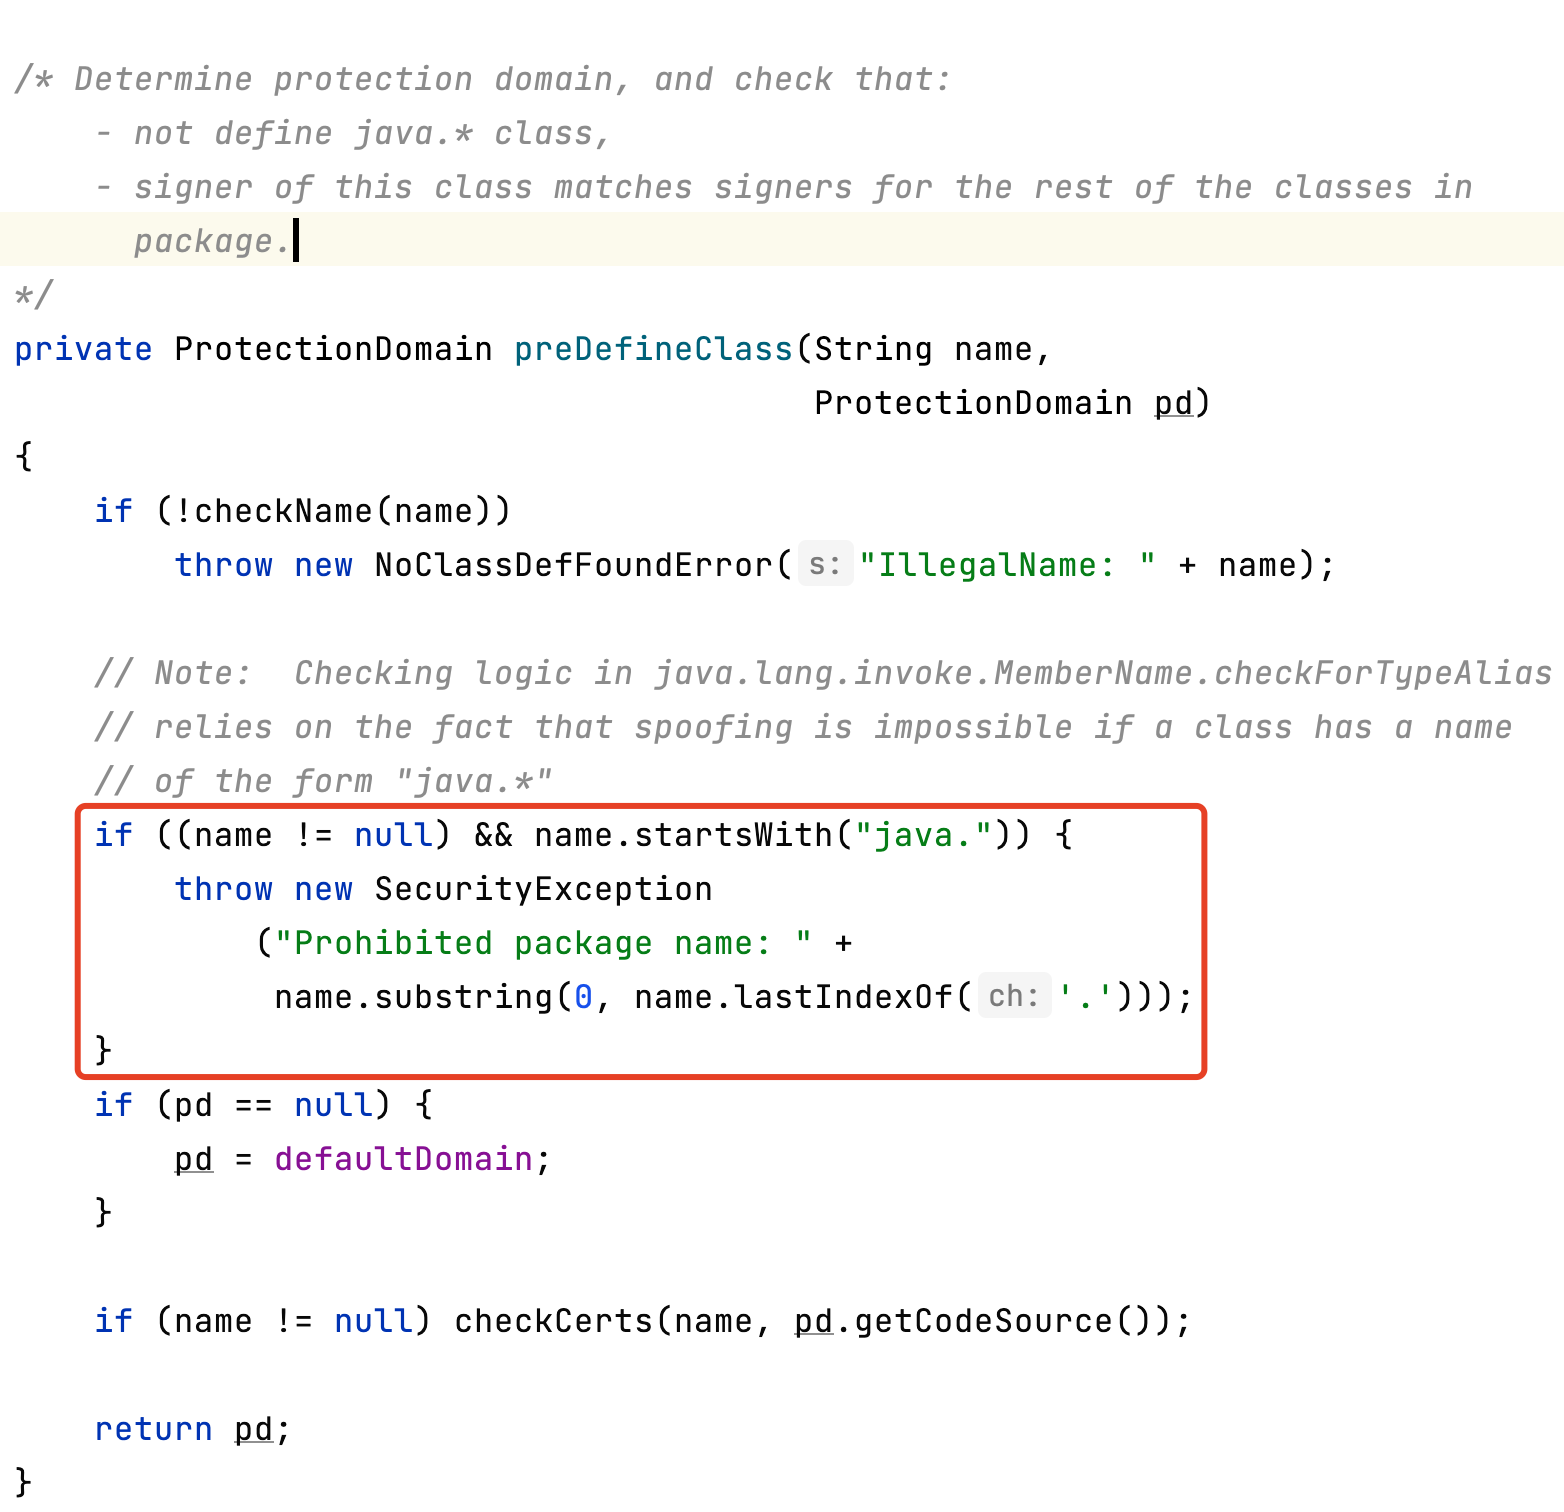 /* Determine protection domain, and check that:
    - not define java.* class,
    - signer of this class matches signers for the rest of the classes in
      package.
*/
private ProtectionDomain preDefineClass(String name,
                                        ProtectionDomain pd)
{
    if (!checkName(name))
        throw new NoClassDefFoundError( s: "IllegalName: " + name);

    // Note:  Checking logic in java.lang.invoke.MemberName.checkForTypeAlias
    // relies on the fact that spoofing is impossible if a class has a name
    // of the form "java.*"
    if ((name != null) && name.startsWith("java.")) {
        throw new SecurityException
            ("Prohibited package name: " +
             name.substring(0, name.lastIndexOf( ch: '.')));
    }
    if (pd == null) {
        pd = defaultDomain;
    }

    if (name != null) checkCerts(name, pd.getCodeSource());

    return pd;
}